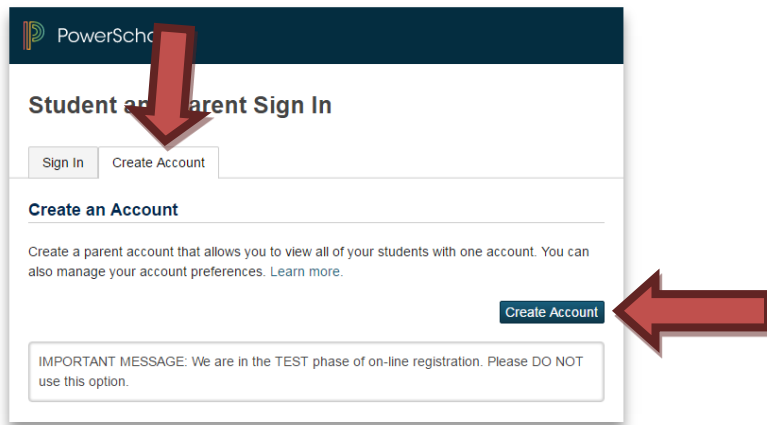 PowerScho
Student an arent Sign In
Sign In
Create Account
Create an Account
Create a parent account that allows you to view all of your students with one account. You can
also manage your account preferences. Learn more.
Create Account
IMPORTANT MESSAGE: We are in the TEST phase of on-line registration. Please DO NOT
use this option.